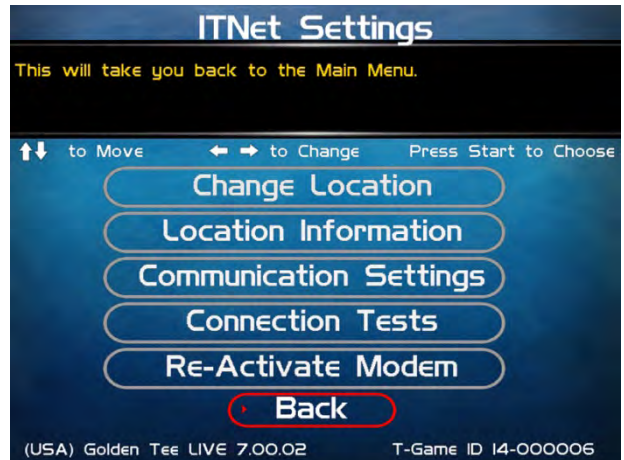 ITNet Settings
This will take you back to the Main Menu.
⬆⬇ to Move ⬅ ➡ to Change Press Start to Choose
Change Location
Location Information
Communication Settings
Connection Tests
Re-Activate Modem
Back
(USA) Golden Tee LIVE 7.00.02 T-Game ID 14-000006